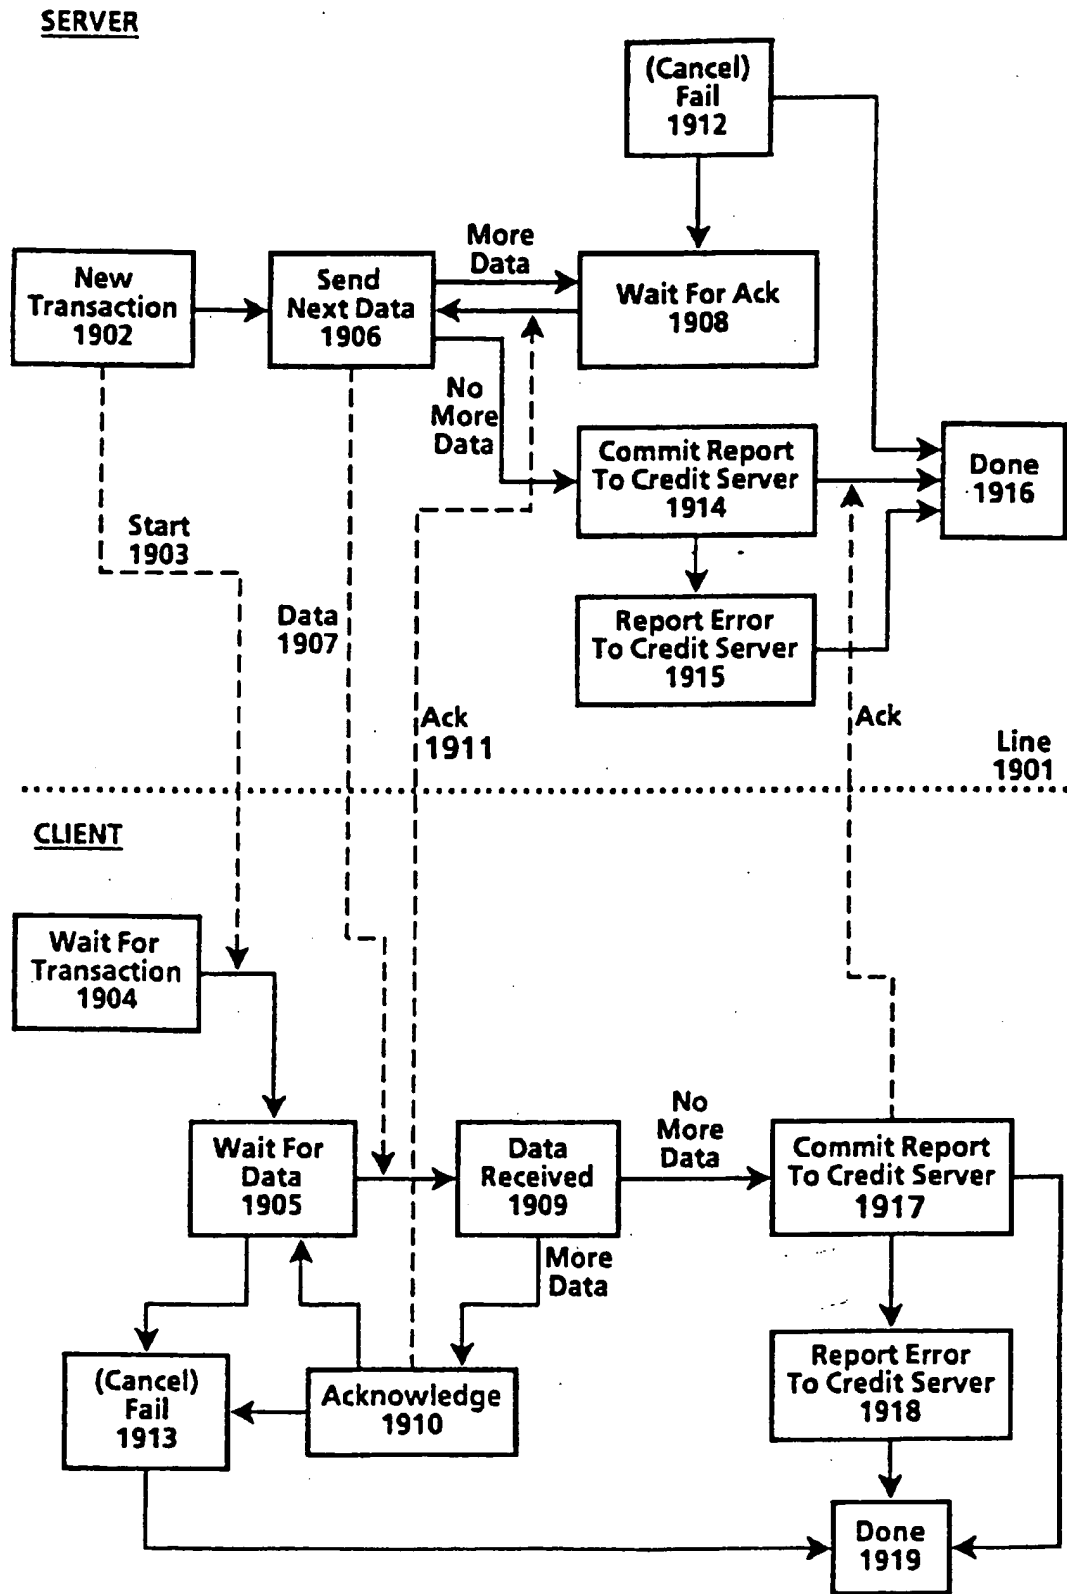 SERVER
(Cancel)
Fail
1912
New
Transaction
1902
Send
Next Data
1906
More
Data
Wait For Ack
1908
No
More
Data
Commit Report
To Credit Server
1914
Done
1916
Start
1903
Data
1907
Report Error
To Credit Server
1915
Ack
1911
Ack
Line
1901
CLIENT
Wait For
Transaction
1904
Wait For
Data
1905
Data
Received
1909
No
More
Data
Commit Report
To Credit Server
1917
More
Data
(Cancel)
Fail
1913
Acknowledge
1910
Report Error
To Credit Server
1918
Done
1919